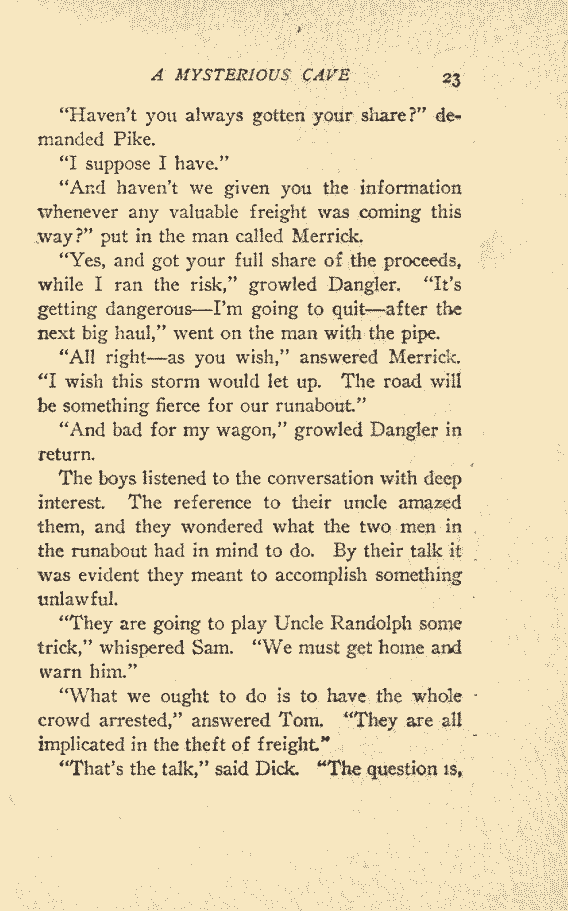 A MYSTERIOUS CAVE 23
“Haven’t you always gotten your share?” de-
manded Pike.
“I suppose I have.”
“And haven’t we given you the information
whenever any valuable freight was coming this
way?” put in the man called Merrick.
“Yes, and got your full share of the proceeds,
while I ran the risk,” growled Dangler. “It’s
getting dangerous—I’m going to quit—after the
next big haul,” went on the man with the pipe.
“All right—as you wish,” answered Merrick.
“I wish this storm would let up. The road will
be something fierce for our runabout.”
“And bad for my wagon,” growled Dangler in
return.
The boys listened to the conversation with deep
interest. The reference to their uncle amazed
them, and they wondered what the two men in
the runabout had in mind to do. By their talk it
was evident they meant to accomplish something
unlawful.
“They are going to play Uncle Randolph some
trick,” whispered Sam. “We must get home and
warn him.”
“What we ought to do is to have the whole
crowd arrested,” answered Tom. “They are all
implicated in the theft of freight.”
“That’s the talk,” said Dick. “The question is,